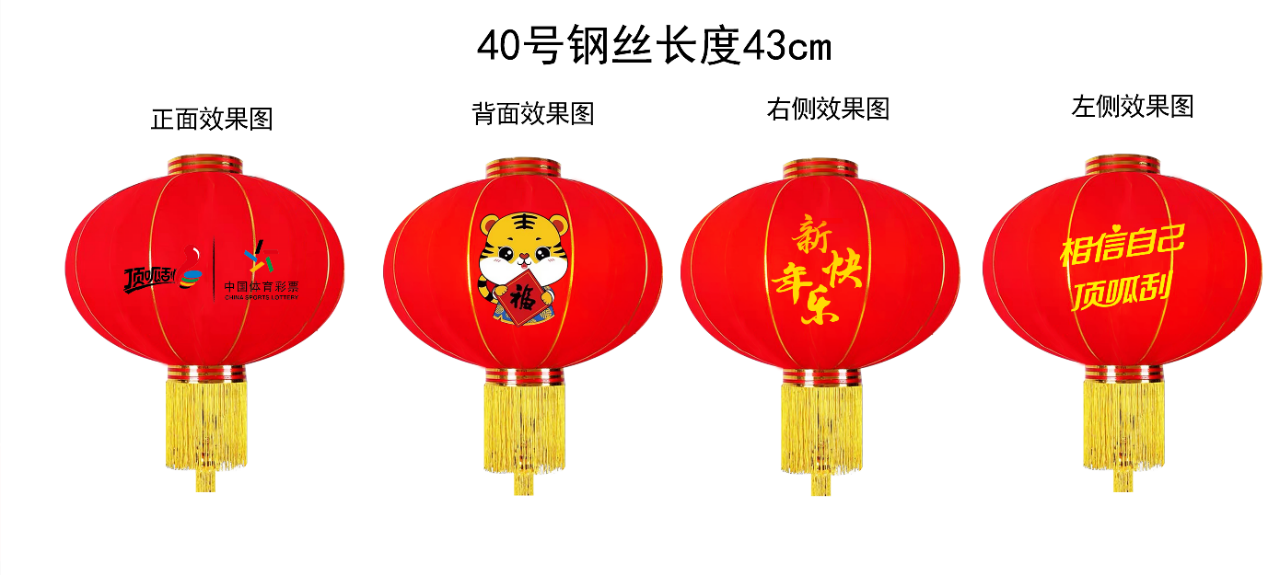 40号钢丝长度43cm
正面效果图
背面效果图
右侧效果图
左侧效果图
顶呱刮
中国体育彩票
CHINA SPORTS LOTTERY
福
新
年
快
乐
相信自己
顶呱刮